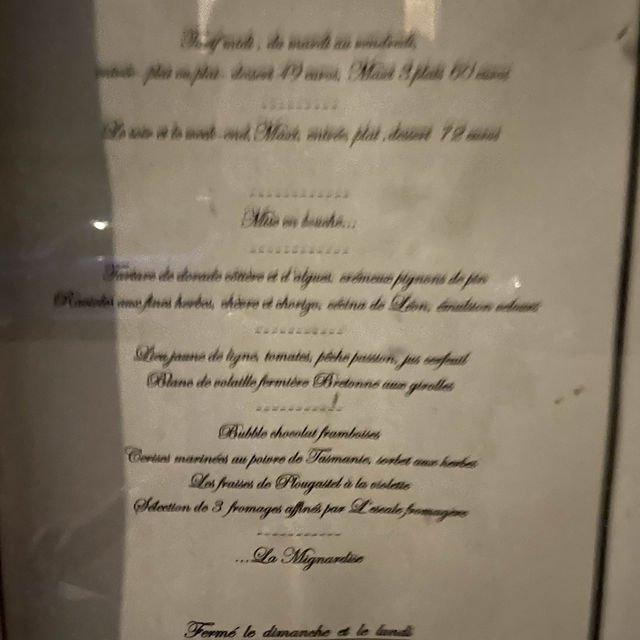 midi, du mardi au vendredi,
plat ou plat- dessert 49 euros, Maxi 3 plats 60 euros
Le soir et le week-end, Maxi, entrée, plat, dessert 72 euros
Mise en bouche...
Tartare de dorade côtière et d'algues, crémeux pignons de pin
Ravioles aux fines herbes, chèvre et chorizo, cécina de Léon, émulsion
Lieu jaune de ligne, tomates, pêche passion, jus cerfeuil
Blanc de volaille fermière Bretonne aux girolles
Bubble chocolat framboises
Cerises marinées au poivre de Tasmanie, sorbet aux herbes
Les fraises de Plougastel à la violette
Sélection de 3 fromages affinés par L'escale fromagère
...La Mignardise
Fermé le dimanche et le lundi